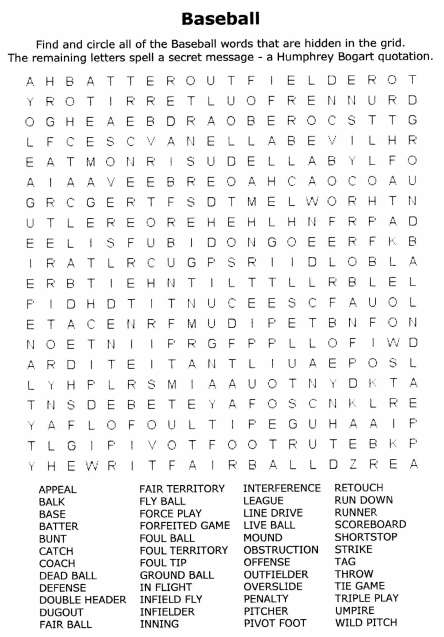 Baseball
Find and circle all of the Baseball words that are hidden in the grid.
The remaining letters spell a secret message - a Humphrey Bogart quotation.
A H B A T T E R O U T F I E L D E R O T
Y R O T I R R E T L U O F R E N N U R D
O G H E A E B D R A O B E R O C S T T G
L F C E S C V A N E L L A B E V I L H R
E A T M O N R I S U D E L L A B Y L F O
A I A A V E E B R E O A H C A O C O A U
G R C G E R T F S D T M E L W O R H T N
U T L E R E O R E H E H L H N F R P A D
E E L I S F U B I D O N G O E E R F K B
I R A T L R C U G P S R I I D L O B L A
E R B T I E H N T I L T T L L R B L E L
P I D H D T I T N U C E E S C F A U O L
E T A C E N R F M U D I P E T B N F O N
N O E T N I I P R G F P P L L O F I W D
A R D I T E I T A N T L I U A E P O S L
L Y H P L R S M I A A U O T N Y D K T A
T N S D E B E T E Y A F O S C N K L R E
Y A F L O F O U L T I P E G U H A A I P
T L G I P I V O T F O O T R U T E B K P
Y H E W R I T F A I R B A L L D Z R E A
APPEAL FAIR TERRITORY INTERFERENCE RETOUCH
BALK FLY BALL LEAGUE RUN DOWN
BASE FORCE PLAY LINE DRIVE RUNNER
BATTER FORFEITED GAME LIVE BALL SCOREBOARD
BUNT FOUL BALL MOUND SHORTSTOP
CATCH FOUL TERRITORY OBSTRUCTION STRIKE
COACH FOUL TIP OFFENSE TAG
DEAD BALL GROUND BALL OUTFIELDER THROW
DEFENSE IN FLIGHT OVERSLIDE TIE GAME
DOUBLE HEADER INFIELD FLY PENALTY TRIPLE PLAY
DUGOUT INFIELDER PITCHER UMPIRE
FAIR BALL INNING PIVOT FOOT WILD PITCH